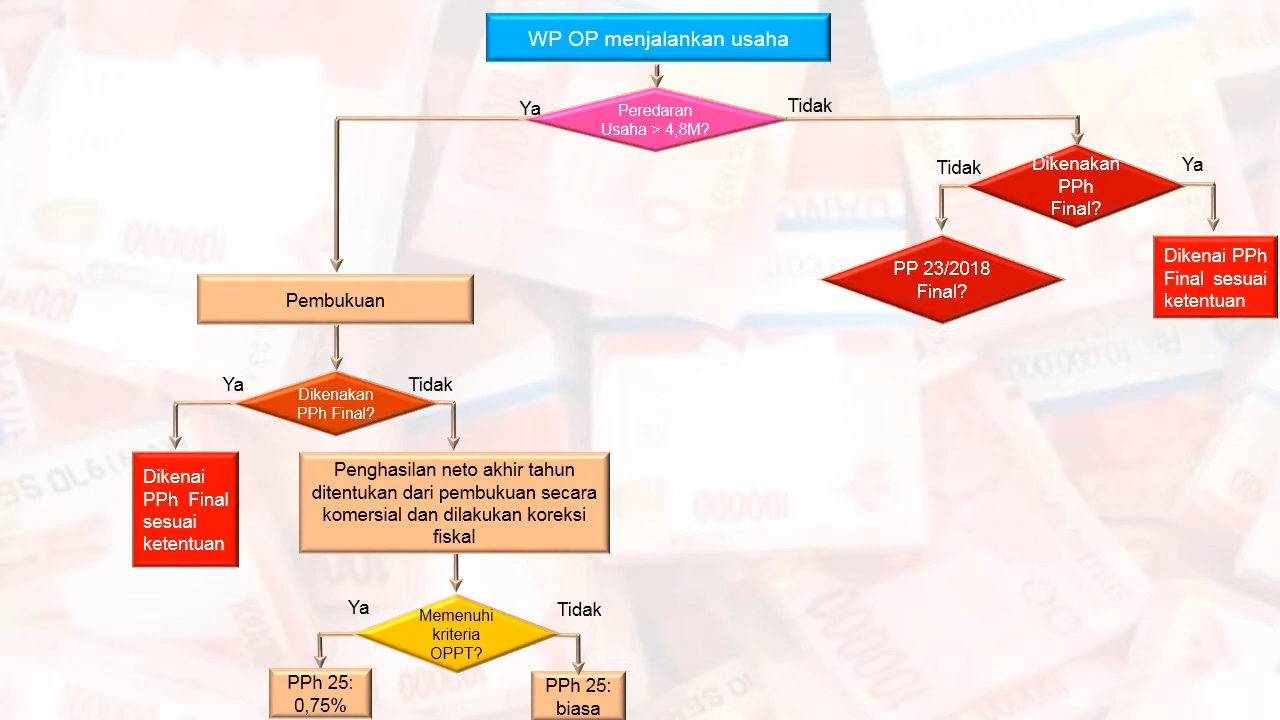 WP OP menjalankan usaha
Ya
Peredaran
Usaha > 4,8M?
Tidak
Tidak
Dikenakan
PPh
Final?
Ya
PP 23/2018
Final?
Dikenai PPh
Final sesuai
ketentuan
Pembukuan
Ya
Dikenakan
PPh Final?
Tidak
Dikenai
PPh Final
sesuai
ketentuan
Penghasilan neto akhir tahun
ditentukan dari pembukuan secara
komersial dan dilakukan koreksi
fiskal
Ya
Memenuhi
kriteria
OPPT?
Tidak
PPh 25:
0,75%
PPh 25:
biasa